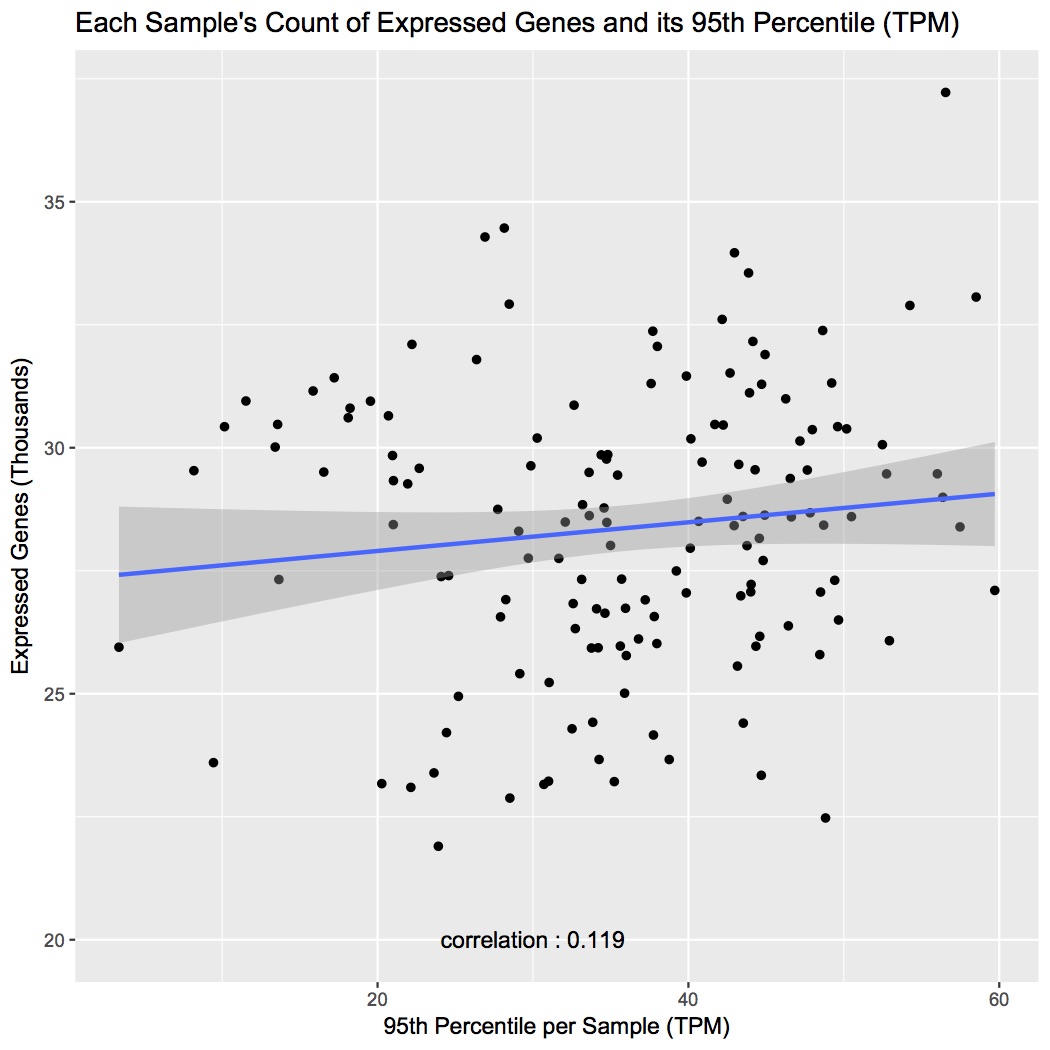 Each Sample's Count of Expressed Genes and its 95th Percentile (TPM)
Expressed Genes (Thousands)
35
30
25
20
correlation : 0.119
20
40
60
95th Percentile per Sample (TPM)